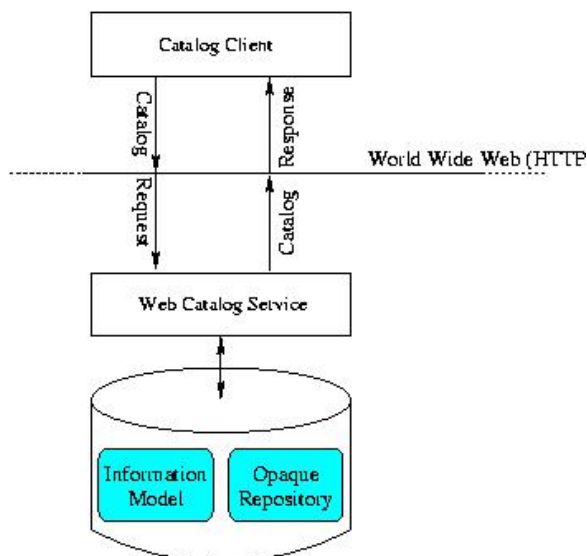 Catalog Client
Catalog
Response
World Wide Web (HTTP
Request
Catalog
Web Catalog Service
Information
Model
Opaque
Repository